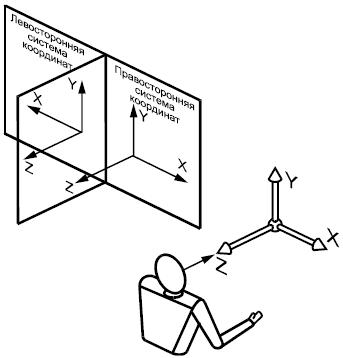 Левосторонняя
система
координат
Правосторонняя
система
координат
Y
X
Z
Y
X
Z
Y
X
Z